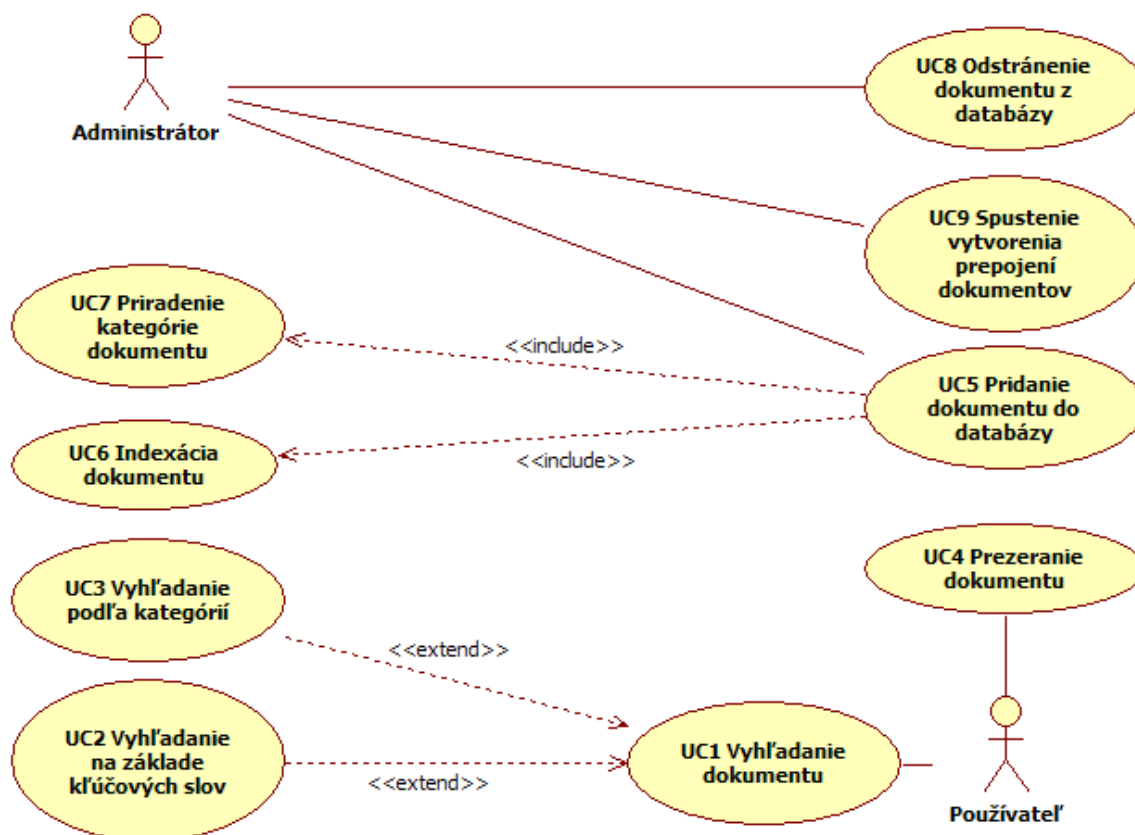 Administrátor
UC8 Odstránenie
dokumentu z
databázy
UC9 Spustenie
vytvorenia
prepojení
dokumentov
UC7 Priradenie
kategórie
dokumentu
<<include>>
UC5 Pridanie
dokumentu do
databázy
UC6 Indexácia
dokumentu
<<include>>
UC3 Vyhľadanie
podľa kategórií
UC4 Prezeranie
dokumentu
<<extend>>
UC2 Vyhľadanie
na základe
kľúčových slov
<<extend>>
UC1 Vyhľadanie
dokumentu
Používateľ